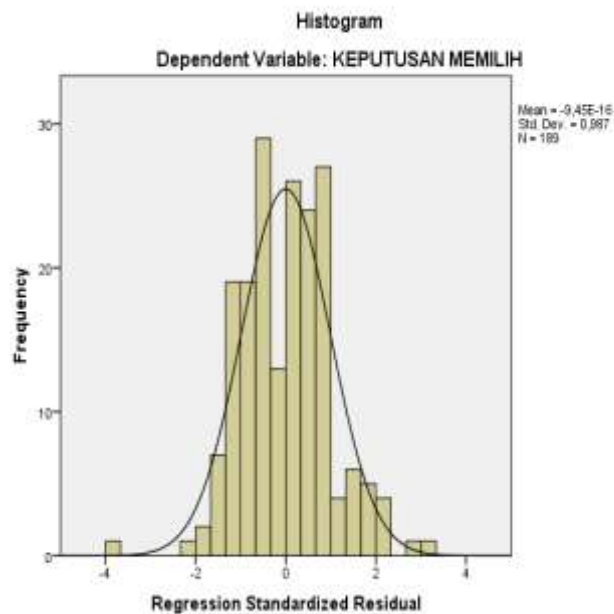 Histogram
Dependent Variable: KEPUTUSAN MEMILIH
Mean = -9,45E-16
Std. Dev. = 0,987
N = 189
Frequency
30
20
10
0
-4 -2 0 2 4
Regression Standardized Residual